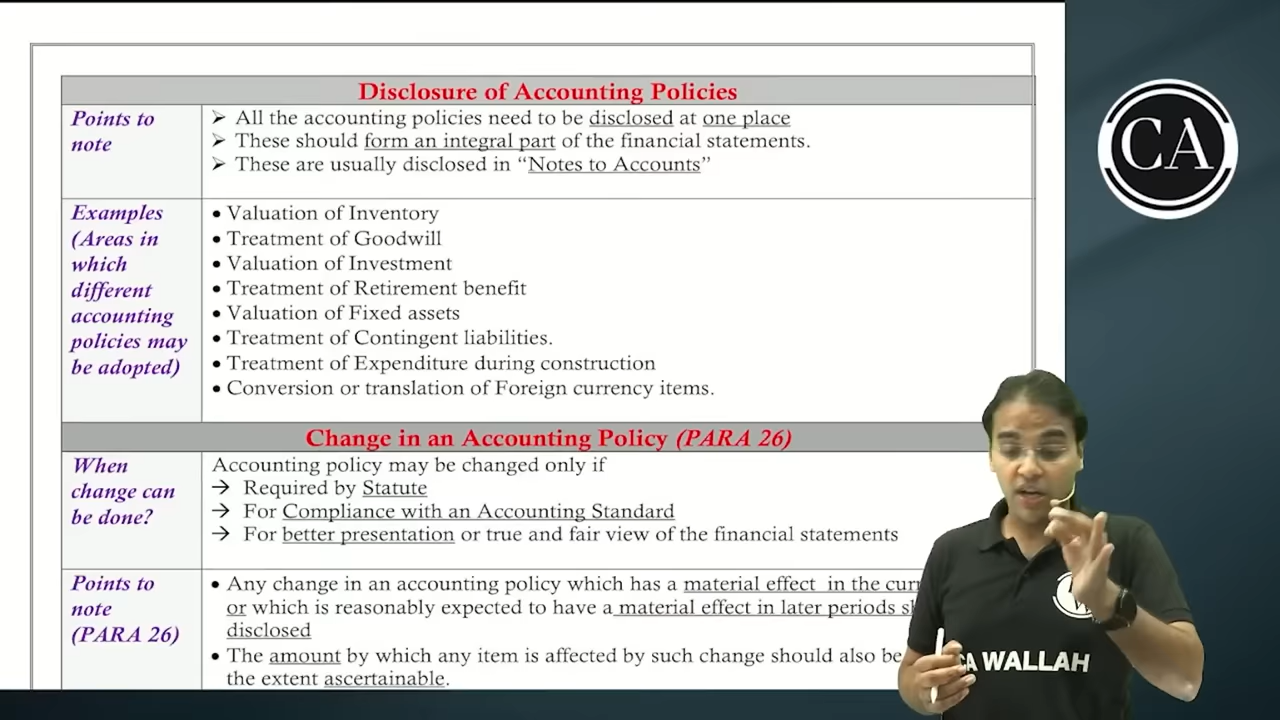 Disclosure of Accounting Policies
Points to
note
➢ All the accounting policies need to be disclosed at one place
➢ These should form an integral part of the financial statements.
➢ These are usually disclosed in “Notes to Accounts”
Examples
(Areas in
which
different
accounting
policies may
be adopted)
• Valuation of Inventory
• Treatment of Goodwill
• Valuation of Investment
• Treatment of Retirement benefit
• Valuation of Fixed assets
• Treatment of Contingent liabilities.
• Treatment of Expenditure during construction
• Conversion or translation of Foreign currency items.
Change in an Accounting Policy (PARA 26)
When
change can
be done?
Accounting policy may be changed only if
→ Required by Statute
→ For Compliance with an Accounting Standard
→ For better presentation or true and fair view of the financial statements
Points to
note
(PARA 26)
• Any change in an accounting policy which has a material effect in the
or which is reasonably expected to have a material effect in later periods
disclosed
• The amount by which any item is affected by such change should also be
the extent ascertainable.
CA
CA WALLAH